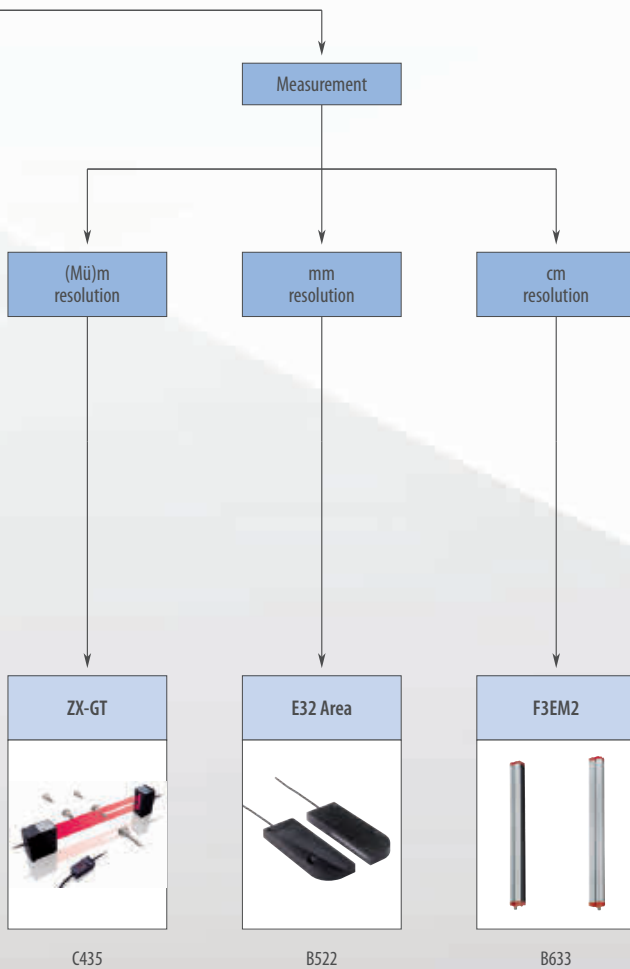 Measurement
(Mü)m
resolution
mm
resolution
cm
resolution
ZX-GT
E32 Area
F3EM2
C435
B522
B633